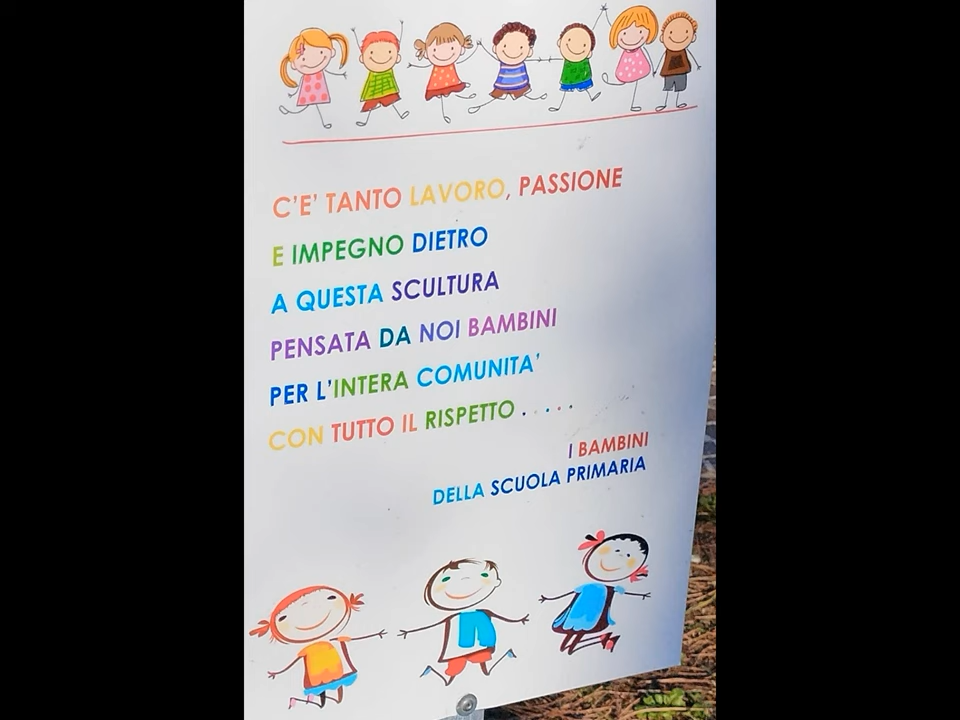 C'E' TANTO LAVORO, PASSIONE
E IMPEGNO DIETRO
A QUESTA SCULTURA
PENSATA DA NOI BAMBINI
PER L'INTERA COMUNITA'
CON TUTTO IL RISPETTO . . . . .
I BAMBINI
DELLA SCUOLA PRIMARIA